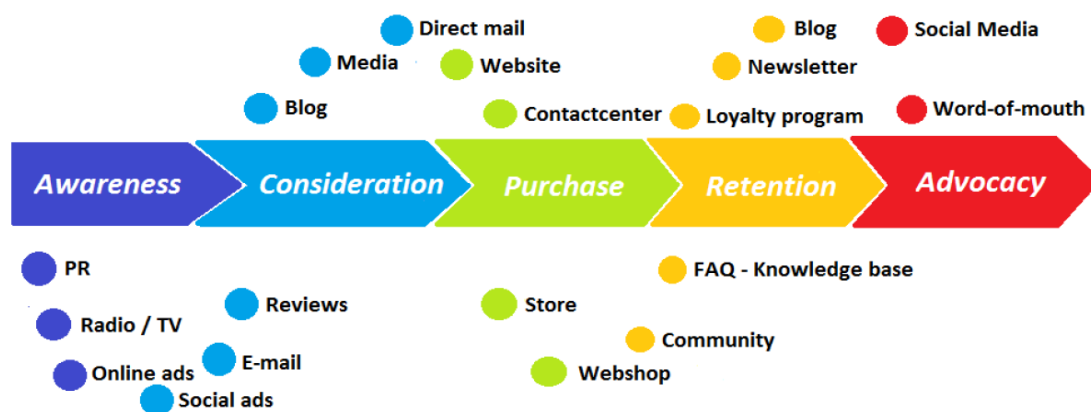 Direct mail
Blog
Social Media
Media
Website
Newsletter
Blog
Contactcenter
Loyalty program
Word-of-mouth
Awareness
Consideration
Purchase
Retention
Advocacy
PR
FAQ - Knowledge base
Reviews
Store
Radio / TV
Community
E-mail
Online ads
Webshop
Social ads